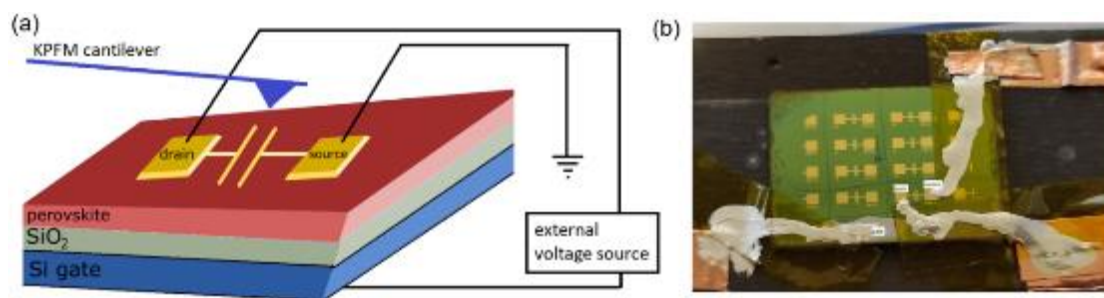 (a)
KPFM cantilever
drain
source
perovskite
SiO₂
Si gate
external
voltage source
(b)